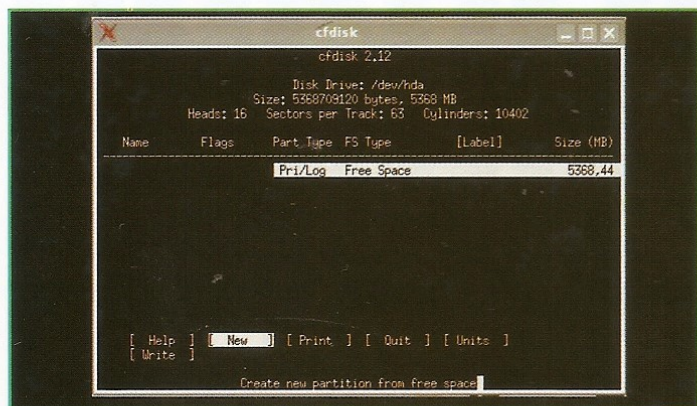 cfdisk
cfdisk 2.12
Disk Drive: /dev/hda
Size: 5368709120 bytes, 5368 MB
Heads: 16 Sectors per Track: 63 Cylinders: 10402
Name Flags Part Type FS Type [Label] Size (MB)
Pri/Log Free Space 5368,44
[ Help ] [ New ] [ Print ] [ Quit ] [ Units ]
[ Write ]
Create new partition from free space